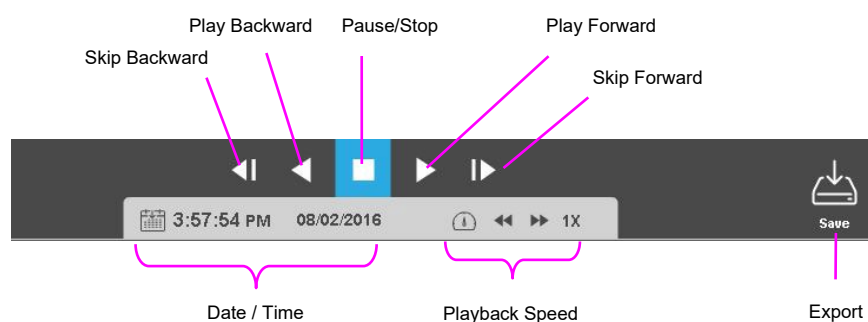 Play Backward Pause/Stop Play Forward
Skip Backward
Skip Forward
3:57:54 PM 08/02/2016 1X
Save
Date / Time Playback Speed Export